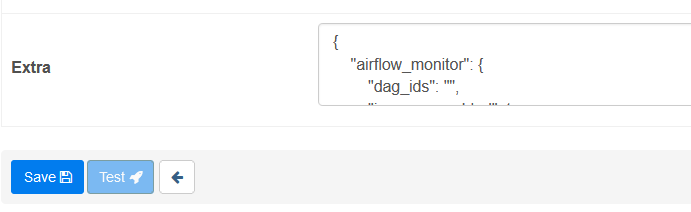 Extra
{
"airflow_monitor": {
"dag_ids": "",
Save
Test